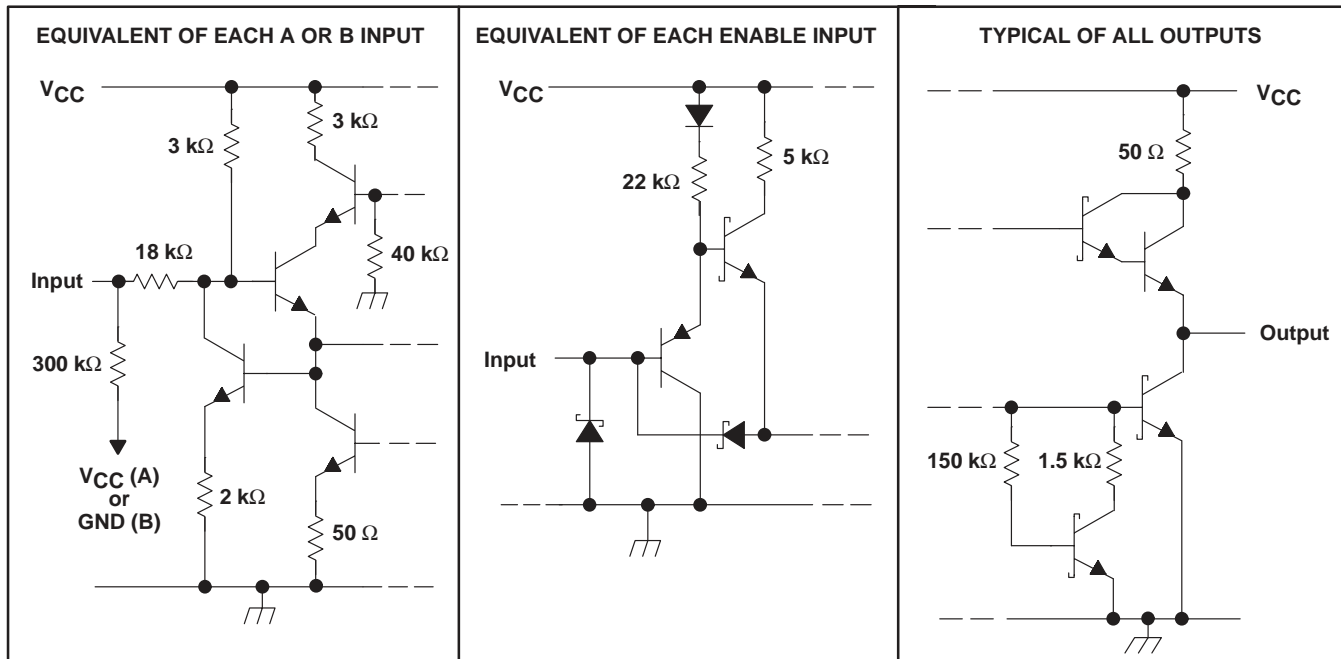 EQUIVALENT OF EACH A OR B INPUT
VCC
3 kΩ
3 kΩ
18 kΩ
40 kΩ
Input
300 kΩ
VCC (A)
or
GND (B)
2 kΩ
50 Ω
EQUIVALENT OF EACH ENABLE INPUT
VCC
22 kΩ
5 kΩ
Input
TYPICAL OF ALL OUTPUTS
VCC
50 Ω
Output
150 kΩ
1.5 kΩ